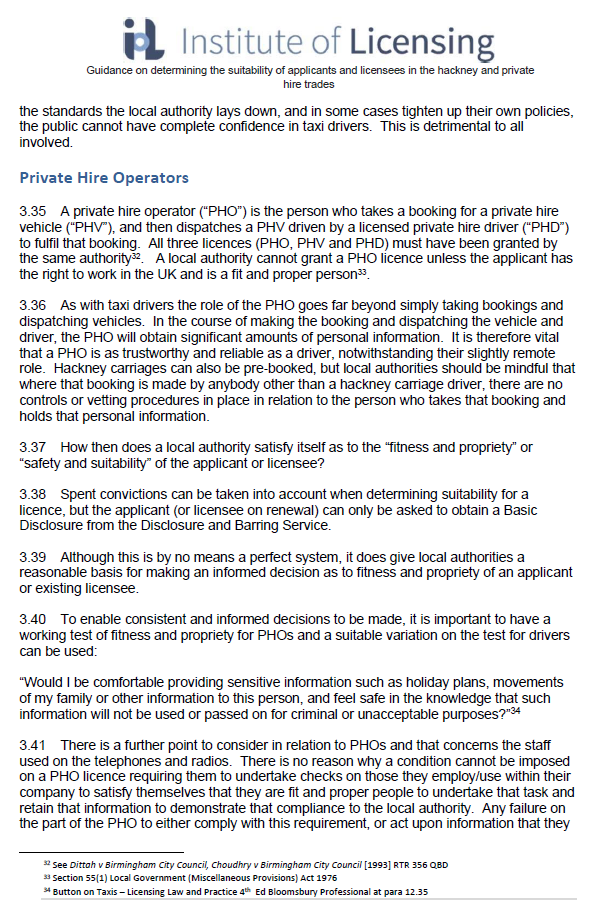 iol Institute of Licensing
Guidance on determining the suitability of applicants and licensees in the hackney and private
hire trades
the standards the local authority lays down, and in some cases tighten up their own policies,
the public cannot have complete confidence in taxi drivers. This is detrimental to all
involved.
Private Hire Operators
3.35 A private hire operator (“PHO”) is the person who takes a booking for a private hire
vehicle (“PHV”), and then dispatches a PHV driven by a licensed private hire driver (“PHD”)
to fulfil that booking. All three licences (PHO, PHV and PHD) must have been granted by
the same authority³². A local authority cannot grant a PHO licence unless the applicant has
the right to work in the UK and is a fit and proper person³³.
3.36 As with taxi drivers the role of the PHO goes far beyond simply taking bookings and
dispatching vehicles. In the course of making the booking and dispatching the vehicle and
driver, the PHO will obtain significant amounts of personal information. It is therefore vital
that a PHO is as trustworthy and reliable as a driver, notwithstanding their slightly remote
role. Hackney carriages can also be pre-booked, but local authorities should be mindful that
where that booking is made by anybody other than a hackney carriage driver, there are no
controls or vetting procedures in place in relation to the person who takes that booking and
holds that personal information.
3.37 How then does a local authority satisfy itself as to the “fitness and propriety” or
“safety and suitability” of the applicant or licensee?
3.38 Spent convictions can be taken into account when determining suitability for a
licence, but the applicant (or licensee on renewal) can only be asked to obtain a Basic
Disclosure from the Disclosure and Barring Service.
3.39 Although this is by no means a perfect system, it does give local authorities a
reasonable basis for making an informed decision as to fitness and propriety of an applicant
or existing licensee.
3.40 To enable consistent and informed decisions to be made, it is important to have a
working test of fitness and propriety for PHOs and a suitable variation on the test for drivers
can be used:
“Would I be comfortable providing sensitive information such as holiday plans, movements
of my family or other information to this person, and feel safe in the knowledge that such
information will not be used or passed on for criminal or unacceptable purposes?”³⁴
3.41 There is a further point to consider in relation to PHOs and that concerns the staff
used on the telephones and radios. There is no reason why a condition cannot be imposed
on a PHO licence requiring them to undertake checks on those they employ/use within their
company to satisfy themselves that they are fit and proper people to undertake that task and
retain that information to demonstrate that compliance to the local authority. Any failure on
the part of the PHO to either comply with this requirement, or act upon information that they
³² See Dittah v Birmingham City Council, Choudhry v Birmingham City Council [1993] RTR 356 QBD
³³ Section 55(1) Local Government (Miscellaneous Provisions) Act 1976
³⁴ Button on Taxis – Licensing Law and Practice 4th Ed Bloomsbury Professional at para 12.35